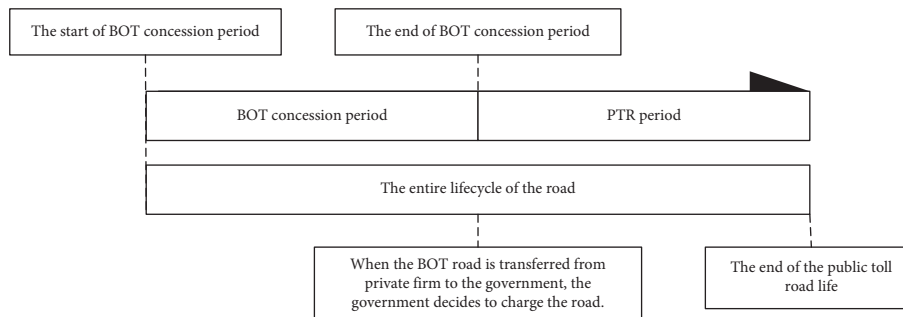 The start of BOT concession period
The end of BOT concession period
BOT concession period
PTR period
The entire lifecycle of the road
When the BOT road is transferred from
private firm to the government, the
government decides to charge the road.
The end of the public toll
road life